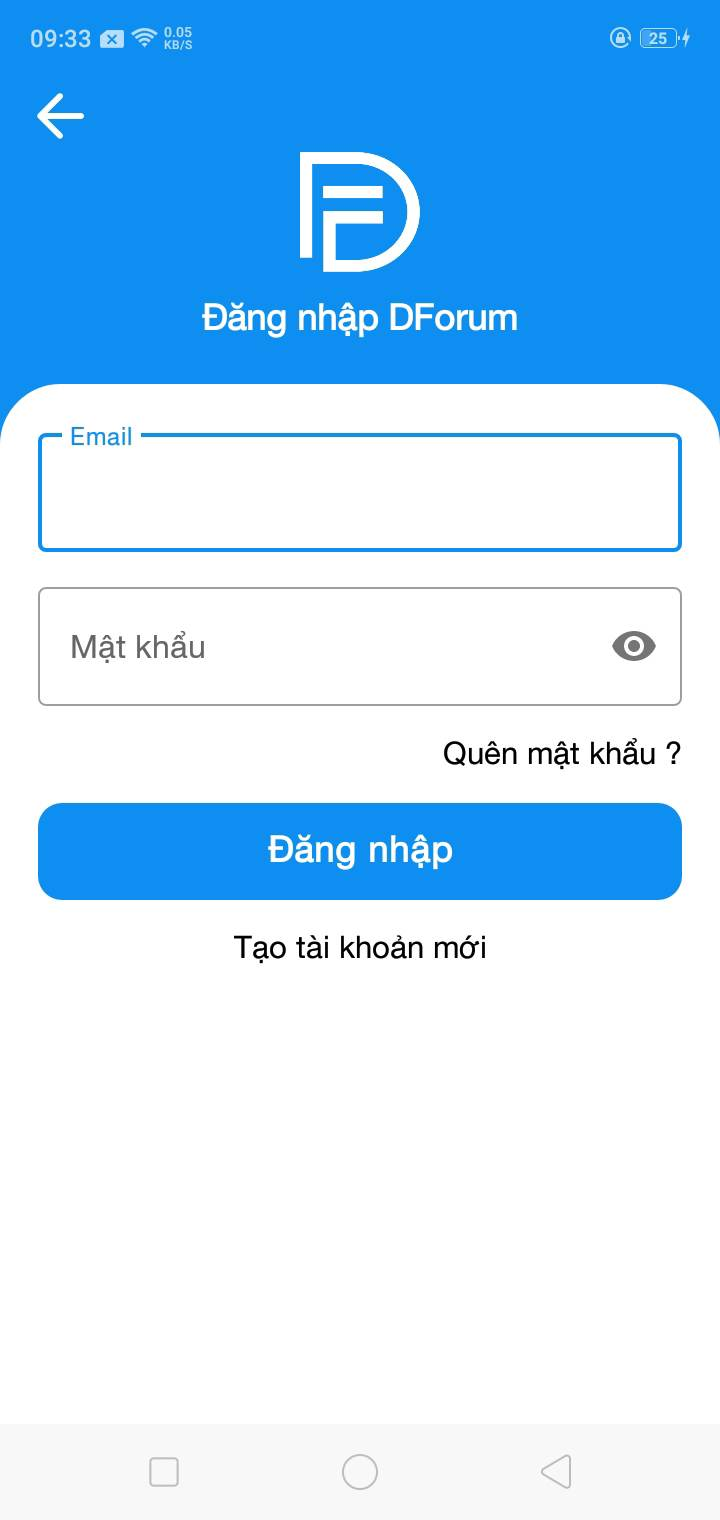 09:33 0.05 KB/S 25
Đăng nhập DForum
Email
Mật khẩu
Quên mật khẩu ?
Đăng nhập
Tạo tài khoản mới